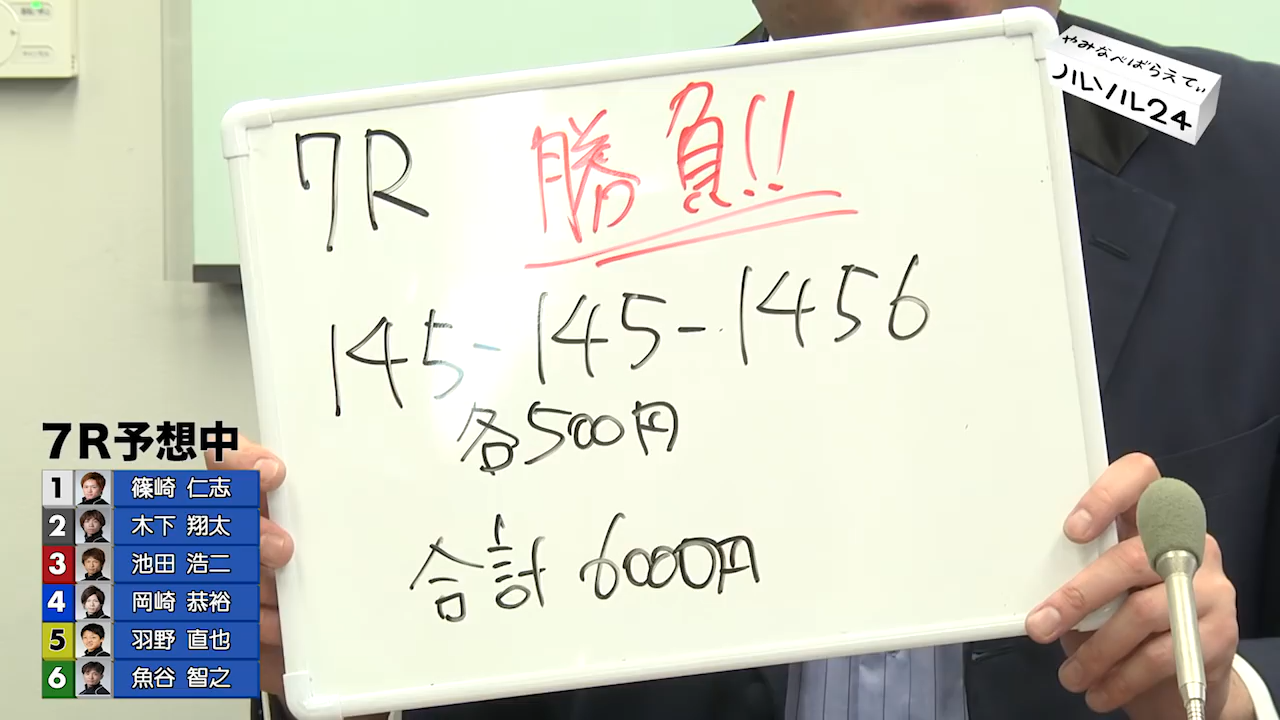 やみなべばらえてぃ
ノルソル24
7R 勝負!!
145-145-1456
各500円
合計 6000円
7R予想中
1 篠崎 仁志
2 木下 翔太
3 池田 浩二
4 岡崎 恭裕
5 羽野 直也
6 魚谷 智之